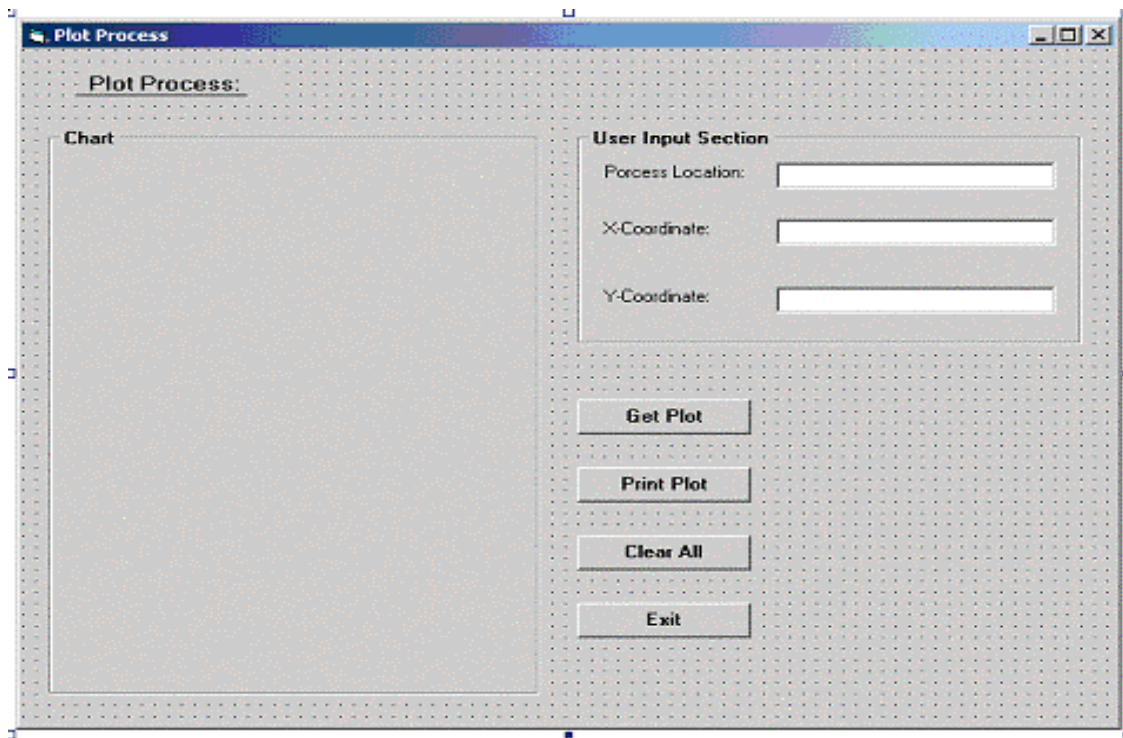 Plot Process
Plot Process:
Chart
User Input Section
Porcess Location:
X-Coordinate:
Y-Coordinate:
Get Plot
Print Plot
Clear All
Exit